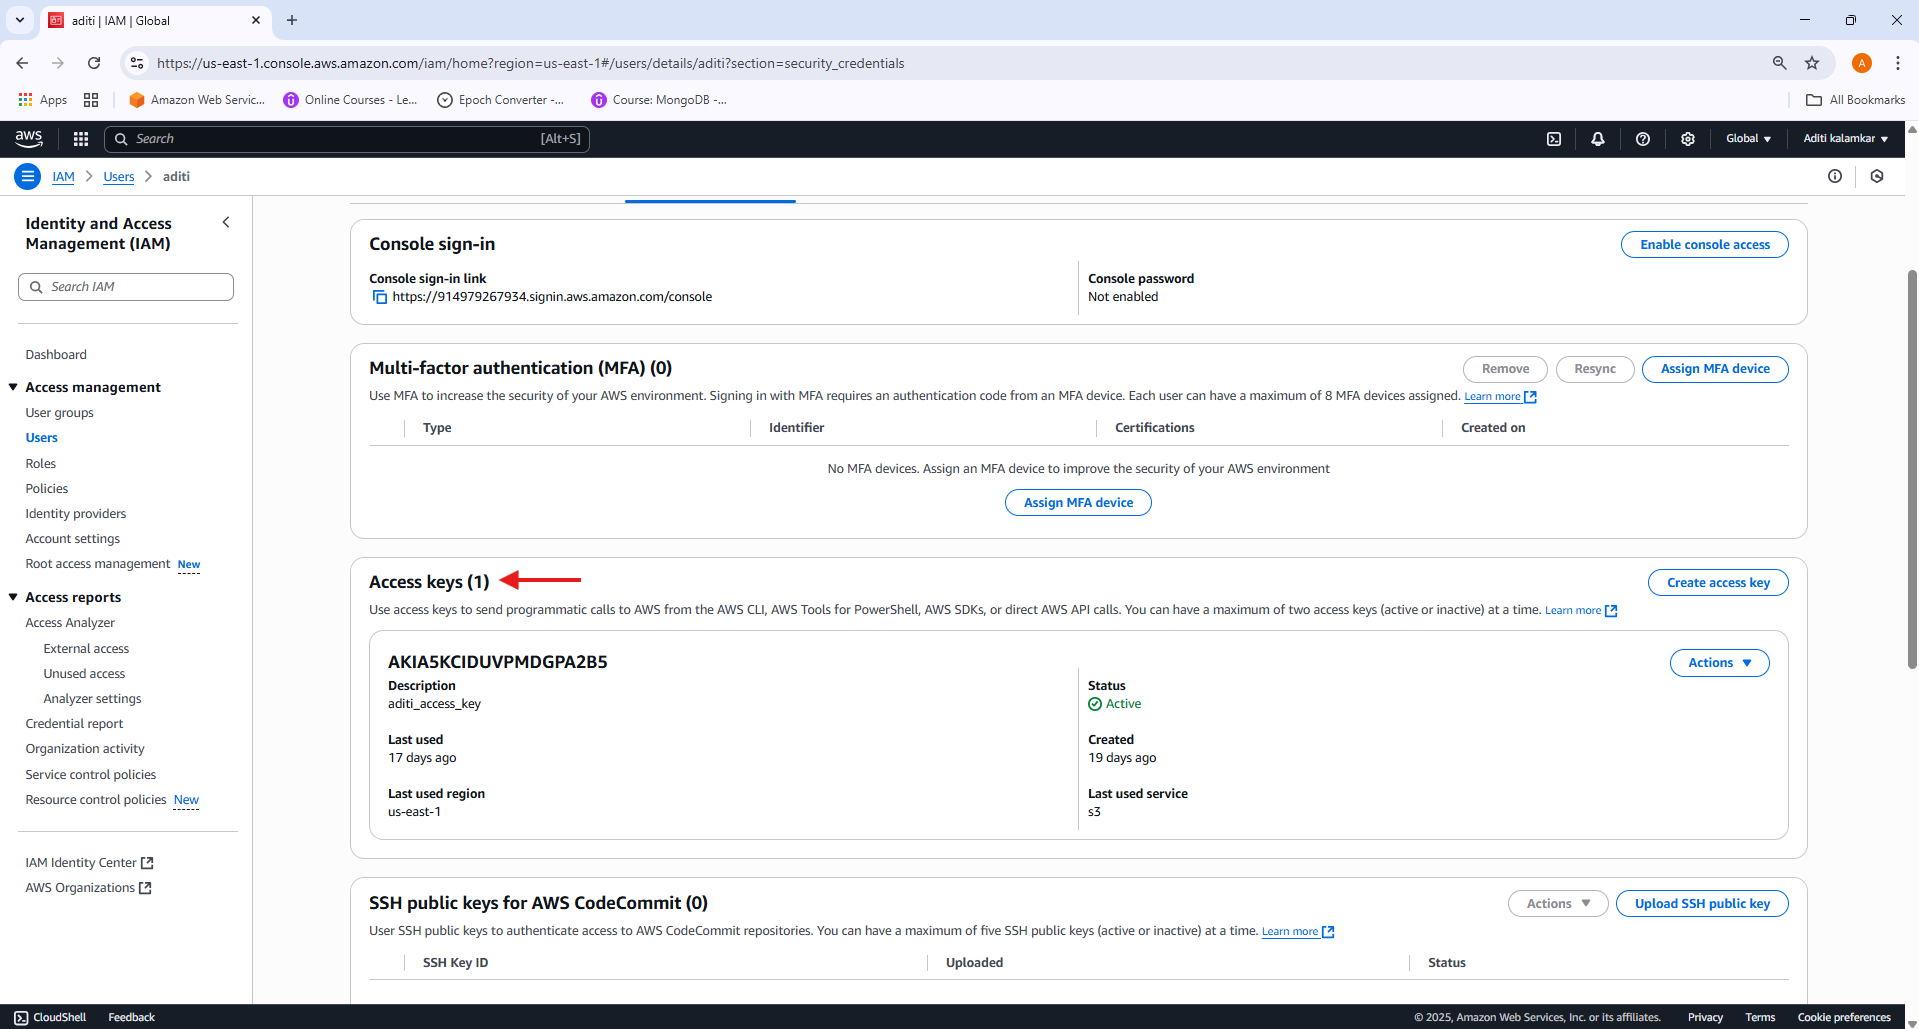 aditi | IAM | Global
https://us-east-1.console.aws.amazon.com/iam/home?region=us-east-1#/users/details/aditi?section=security_credentials
A
Apps
Amazon Web Servic...
Online Courses - Le...
Epoch Converter -...
Course: MongoDB -...
All Bookmarks
aws
Search
[Alt+S]
Global
Aditi kalamkar
IAM
Users
aditi
Identity and Access
Management (IAM)
Search IAM
Dashboard
Access management
User groups
Users
Roles
Policies
Identity providers
Account settings
Root access management New
Access reports
Access Analyzer
External access
Unused access
Analyzer settings
Credential report
Organization activity
Service control policies
Resource control policies New
IAM Identity Center
AWS Organizations
Console sign-in
Enable console access
Console sign-in link
https://914979267934.signin.aws.amazon.com/console
Console password
Not enabled
Multi-factor authentication (MFA) (0)
Remove
Resync
Assign MFA device
Use MFA to increase the security of your AWS environment. Signing in with MFA requires an authentication code from an MFA device. Each user can have a maximum of 8 MFA devices assigned. Learn more
Type
Identifier
Certifications
Created on
No MFA devices. Assign an MFA device to improve the security of your AWS environment
Assign MFA device
Access keys (1)
Create access key
Use access keys to send programmatic calls to AWS from the AWS CLI, AWS Tools for PowerShell, AWS SDKs, or direct AWS API calls. You can have a maximum of two access keys (active or inactive) at a time. Learn more
AKIA5KCIDUVPMDGPA2B5
Actions
Description
aditi_access_key
Status
Active
Last used
17 days ago
Created
19 days ago
Last used region
us-east-1
Last used service
s3
SSH public keys for AWS CodeCommit (0)
Actions
Upload SSH public key
User SSH public keys to authenticate access to AWS CodeCommit repositories. You can have a maximum of five SSH public keys (active or inactive) at a time. Learn more
SSH Key ID
Uploaded
Status
CloudShell
Feedback
© 2025, Amazon Web Services, Inc. or its affiliates.
Privacy
Terms
Cookie preferences